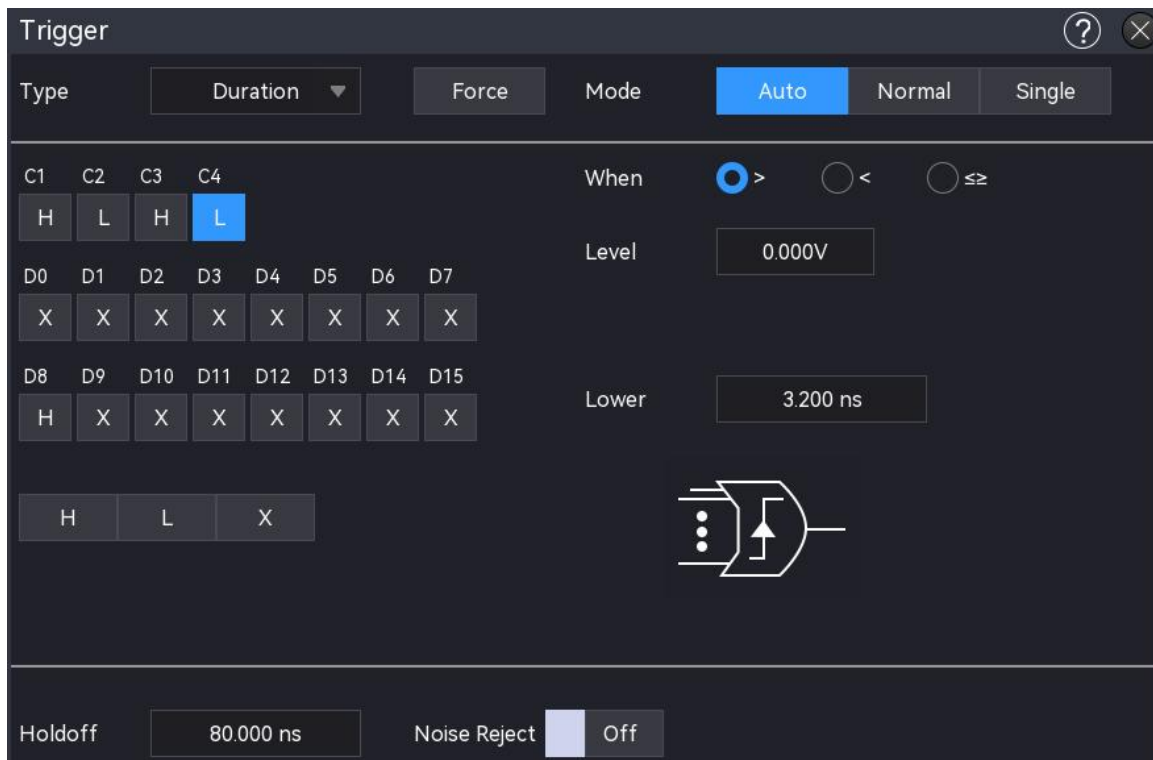 Trigger ?
Type Duration Force Mode Auto Normal Single
C1 C2 C3 C4
H L H L
When > < ≤≥
Level 0.000V
D0 D1 D2 D3 D4 D5 D6 D7
X X X X X X X X
D8 D9 D10 D11 D12 D13 D14 D15
H X X X X X X X
Lower 3.200 ns
H L X
Holdoff 80.000 ns Noise Reject Off